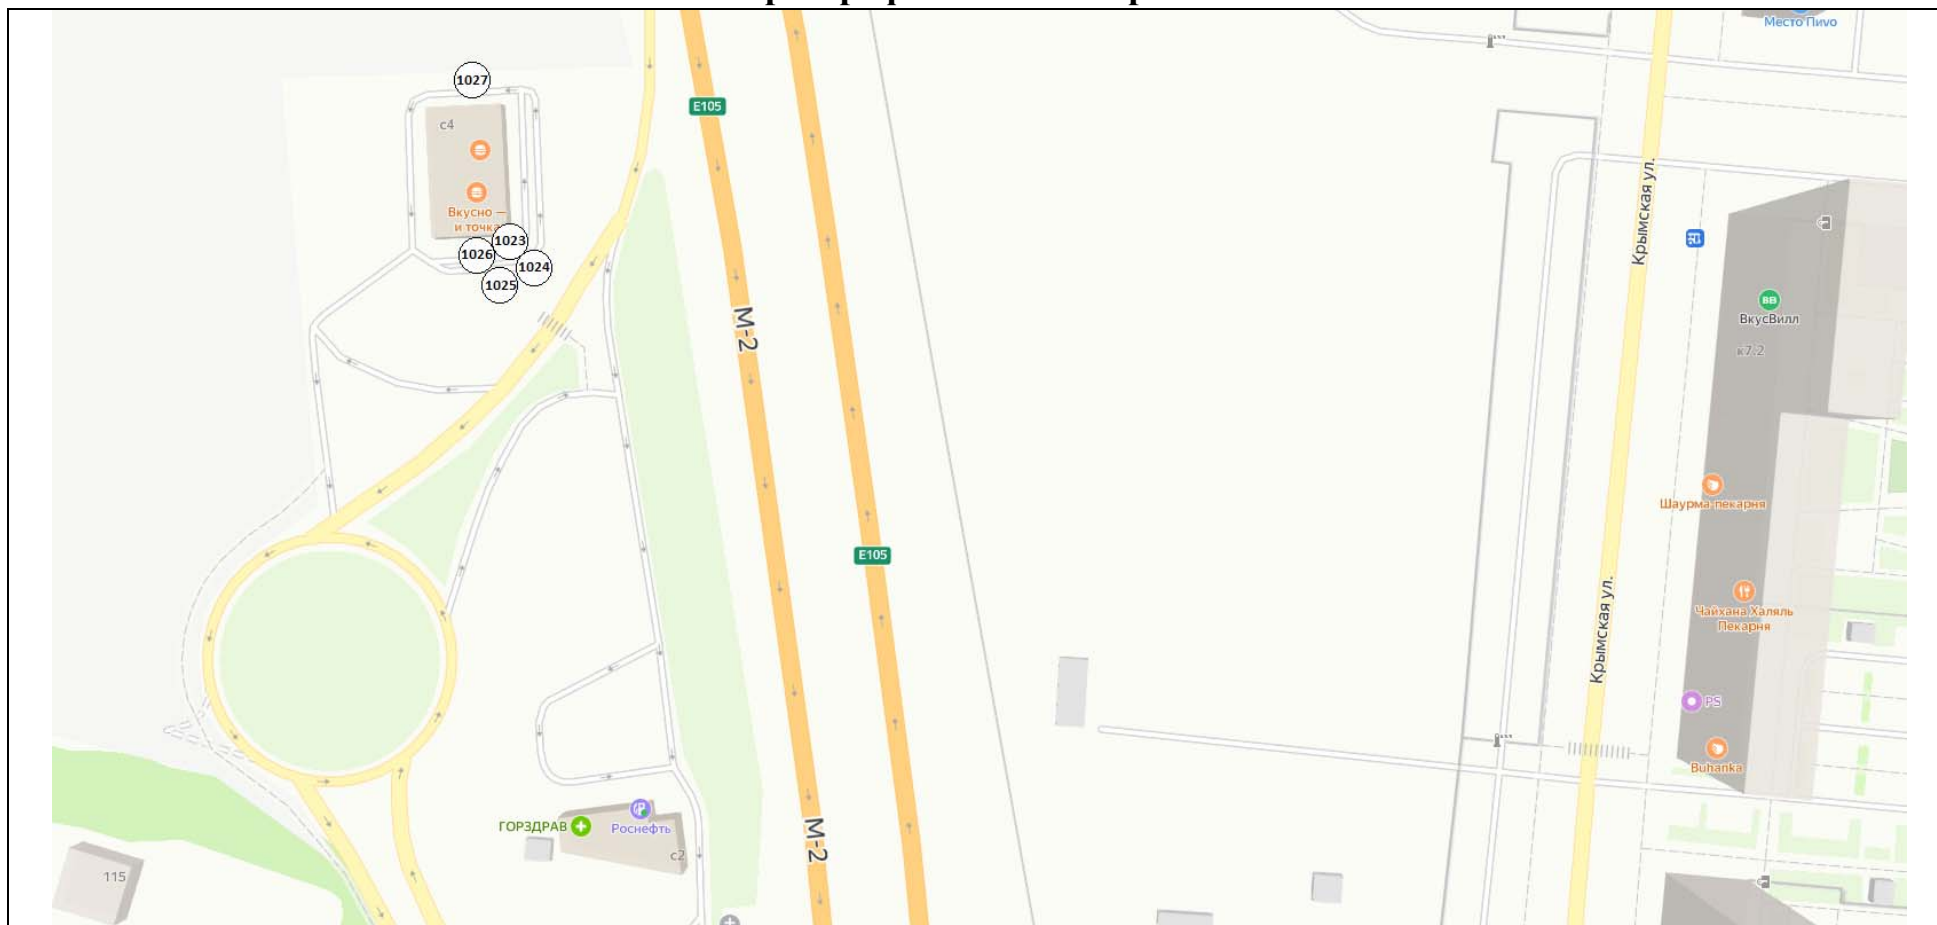 Место Пиvо
1027
E105
с4
Крымская ул.
Вкусно —
и точка
1023
1026
1024
1025
ВкусВилл
М-2
к7.2
Шаурма пекарня
E105
Крымская ул.
Чайхана Халяль
Пекарня
PS
Buhanka
ГОРЗДРАВ
Роснефть
М-2
с2
115